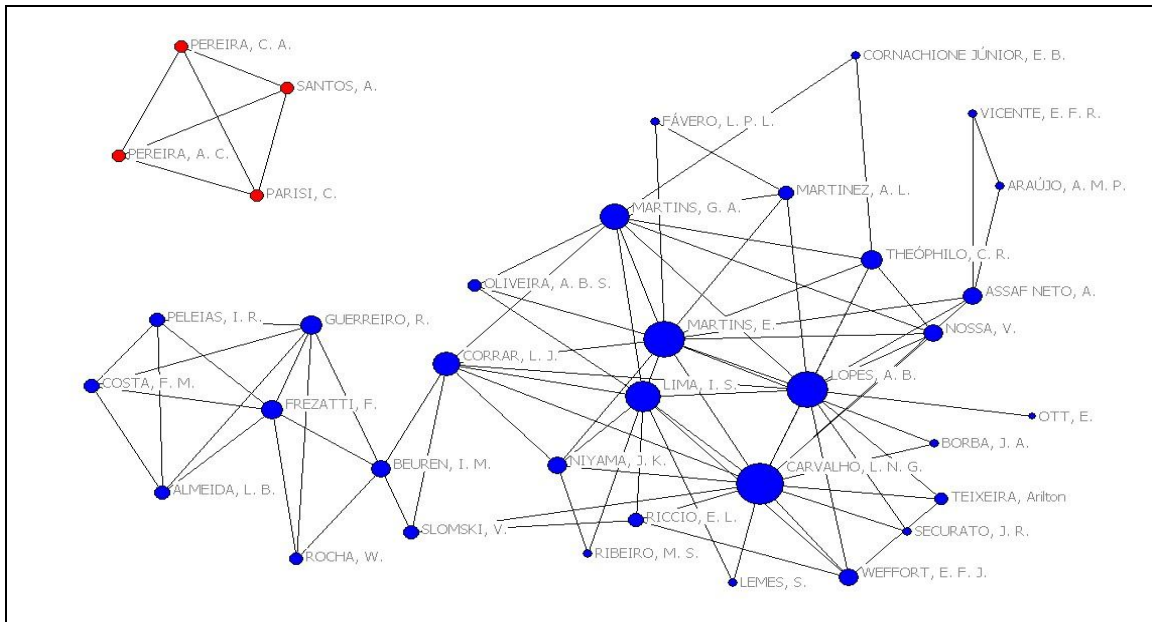 PEREIRA, C. A.
CORNACHIONE JÚNIOR, E. B.
SANTOS, A.
VICENTE, E. F. R.
FÁVERO, L. P. L.
PEREIRA, A. C.
ARAÚJO, A. M. P.
PARISI, C.
MARTINEZ, A. L.
MARTINS, G. A.
THEÓPHILO, C. R.
OLIVEIRA, A. B. S.
ASSAF NETO, A.
PELEIAS, I. R.
GUERREIRO, R.
MARTINS, E.
NOSSA, V.
CORRAR, L. J.
COSTA, F. M.
LIMA, I. S.
LOPES, A. B.
FREZATTI, F.
OTT, E.
BORBA, J. A.
NIYAMA, J. K.
BEUREN, I. M.
CARVALHO, L. N. G.
ALMEIDA, L. B.
TEIXEIRA, Arilton
RICCIO, E. L.
SLOMSKI, V.
SECURATO, J. R.
RIBEIRO, M. S.
ROCHA, W.
WEFFORT, E. F. J.
LEMES, S.